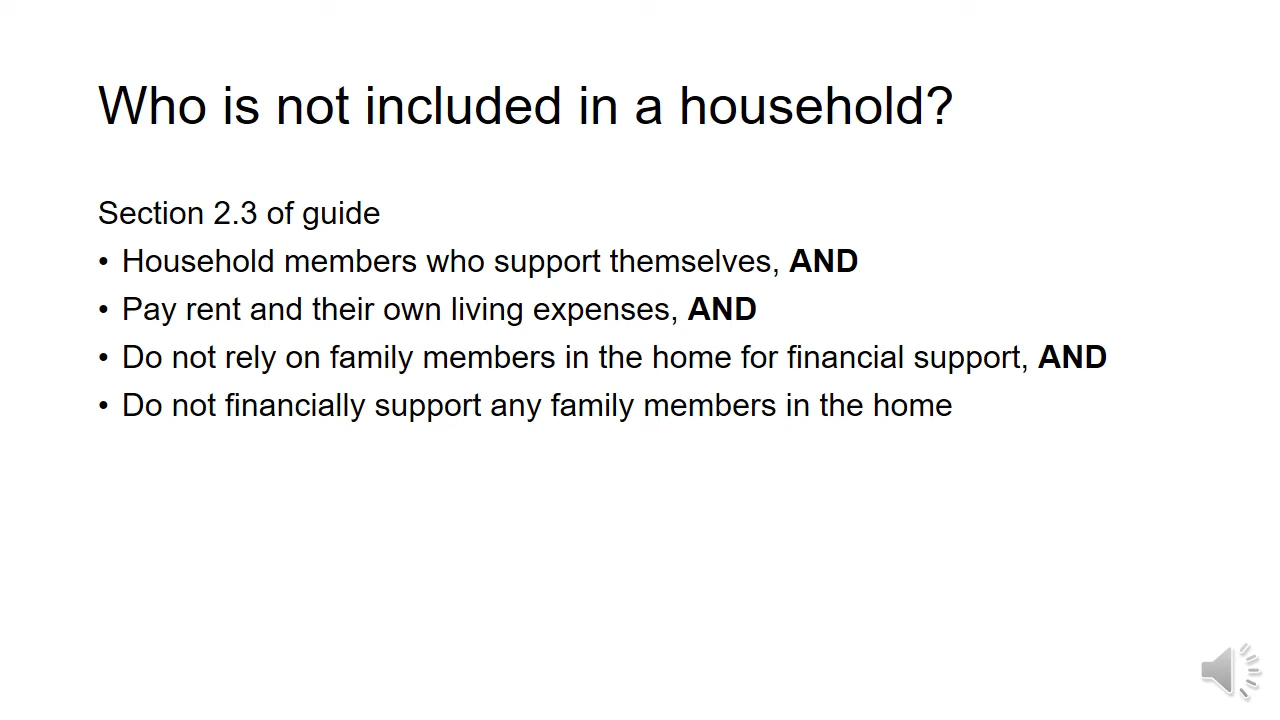 Who is not included in a household?
Section 2.3 of guide
• Household members who support themselves, AND
• Pay rent and their own living expenses, AND
• Do not rely on family members in the home for financial support, AND
• Do not financially support any family members in the home